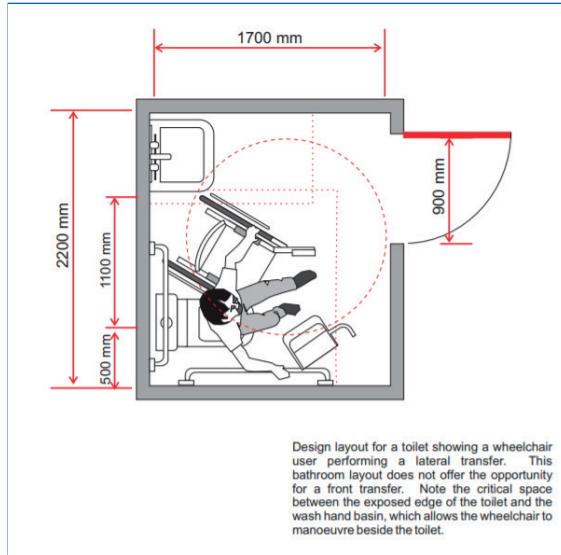 1700 mm
2200 mm
1100 mm
500 mm
900 mm
Design layout for a toilet showing a wheelchair
user performing a lateral transfer. This
bathroom layout does not offer the opportunity
for a front transfer. Note the critical space
between the exposed edge of the toilet and the
wash hand basin, which allows the wheelchair to
manoeuvre beside the toilet.